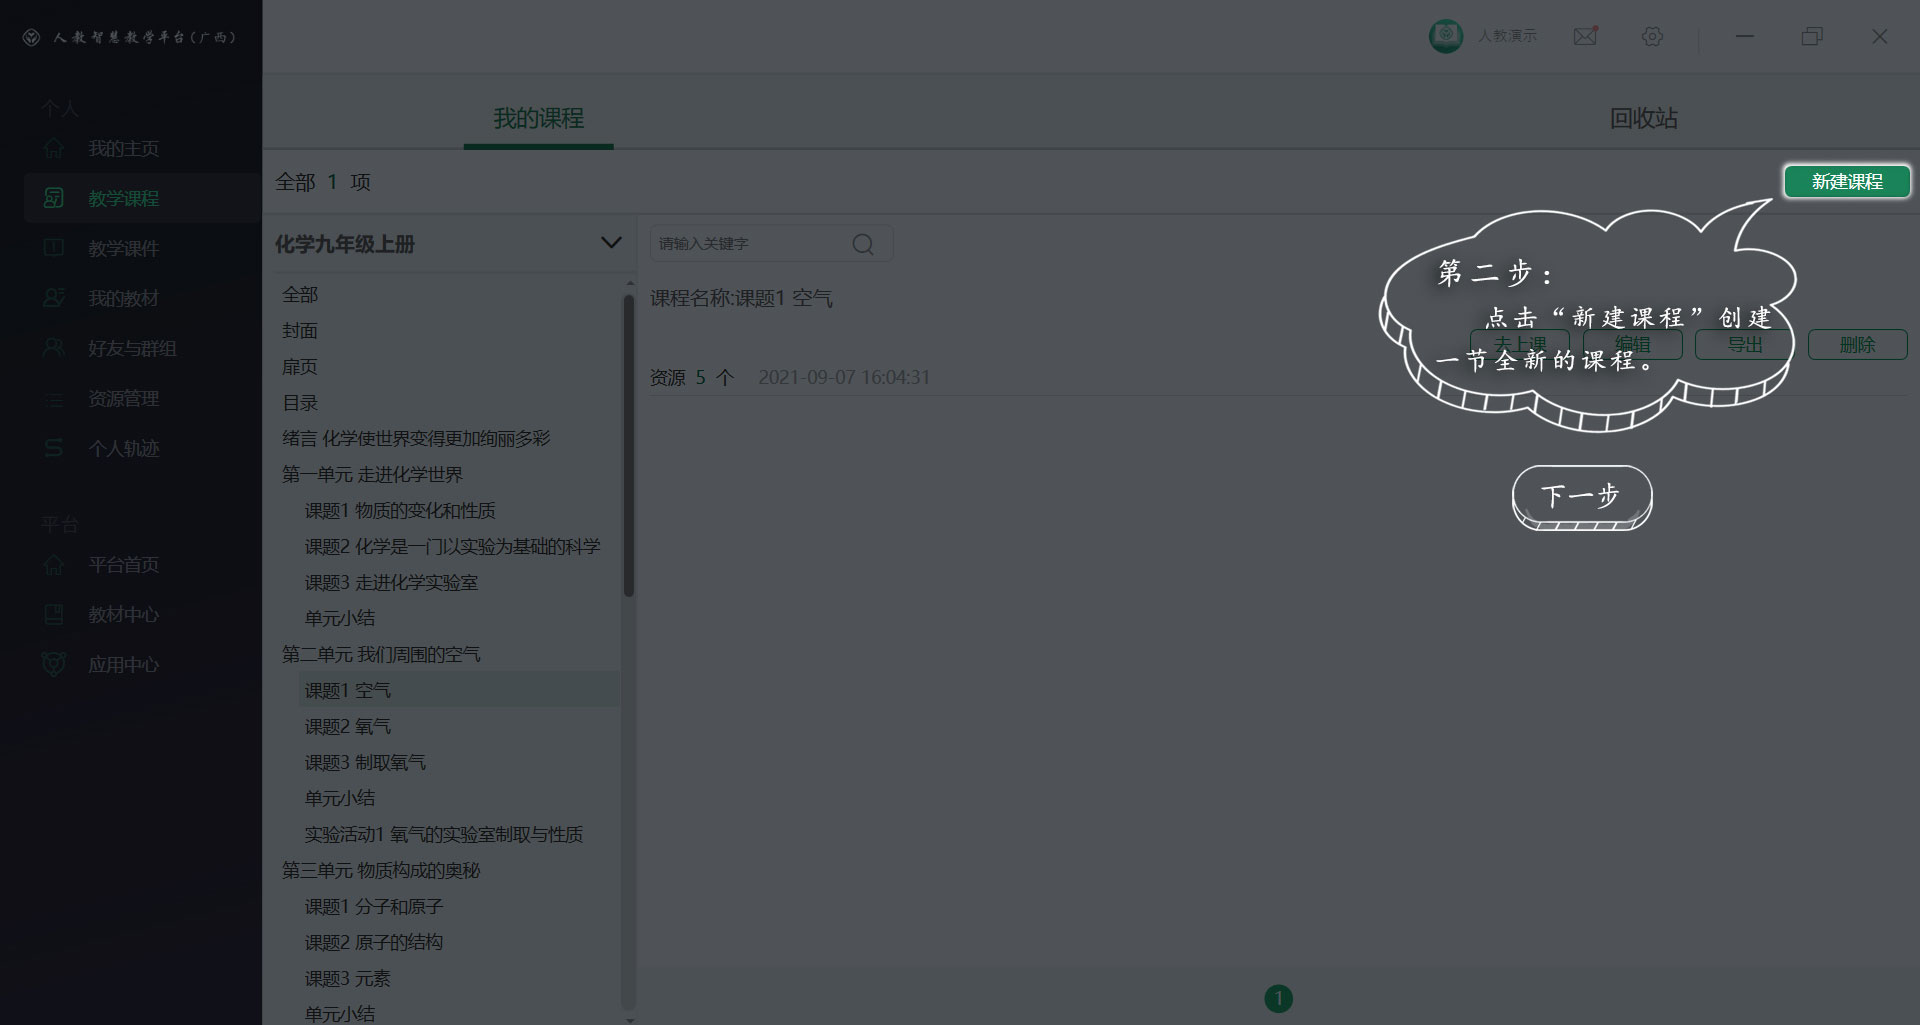 人教智慧教学平台(广西)
人教演示
个人
我的主页
教学课程
教学课件
我的教材
好友与群组
资源管理
个人轨迹
平台
平台首页
教材中心
应用中心
我的课程
回收站
全部 1 项
新建课程
化学九年级上册
全部
封面
扉页
目录
绪言 化学使世界变得更加绚丽多彩
第一单元 走进化学世界
课题1 物质的变化和性质
课题2 化学是一门以实验为基础的科学
课题3 走进化学实验室
单元小结
第二单元 我们周围的空气
课题1 空气
课题2 氧气
课题3 制取氧气
单元小结
实验活动1 氧气的实验室制取与性质
第三单元 物质构成的奥秘
课题1 分子和原子
课题2 原子的结构
课题3 元素
单元小结
请输入关键字
课程名称:课题1 空气
去上课
编辑
导出
删除
资源 5 个 2021-09-07 16:04:31
第二步:
点击“新建课程”创建
一节全新的课程。
下一步
1